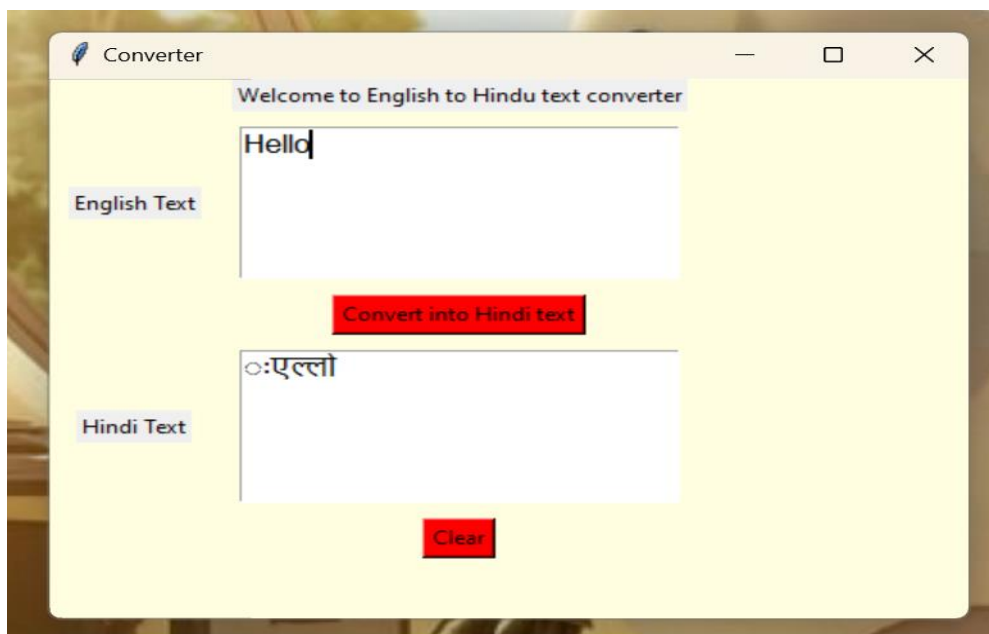 Converter
Welcome to English to Hindu text converter
Hello
English Text
Convert into Hindi text
ःएल्लो
Hindi Text
Clear